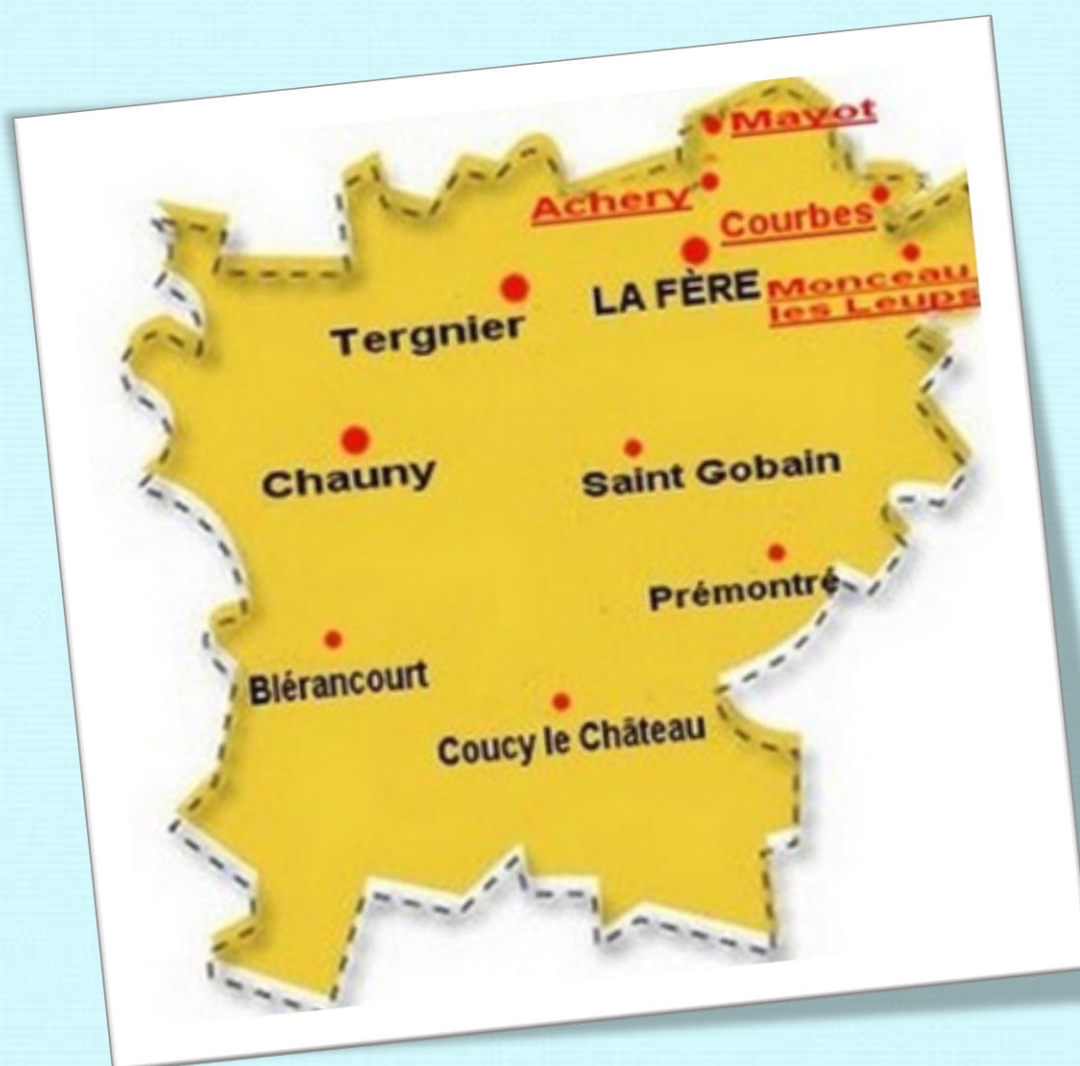 Mayot
Achery
Courbes
LA FÈRE
Monceau
les Leups
Tergnier
Chauny
Saint Gobain
Prémontré
Blérancourt
Coucy le Château